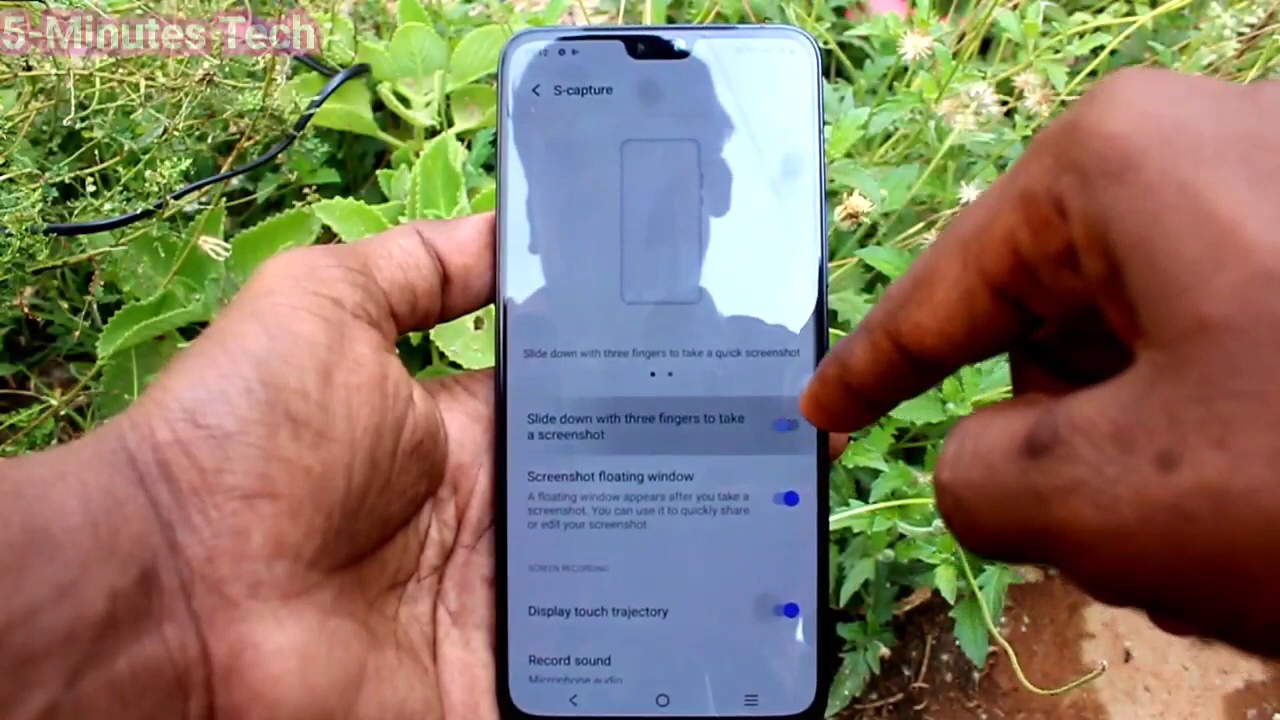 5-Minutes Tech
S-capture
Slide down with three fingers to take a quick screenshot
Slide down with three fingers to take
a screenshot
Screenshot floating window
A floating window appears after you take a
screenshot. You can use it to quickly share
or edit your screenshot.
SCREEN RECORDING
Display touch trajectory
Record sound
Microphone audio